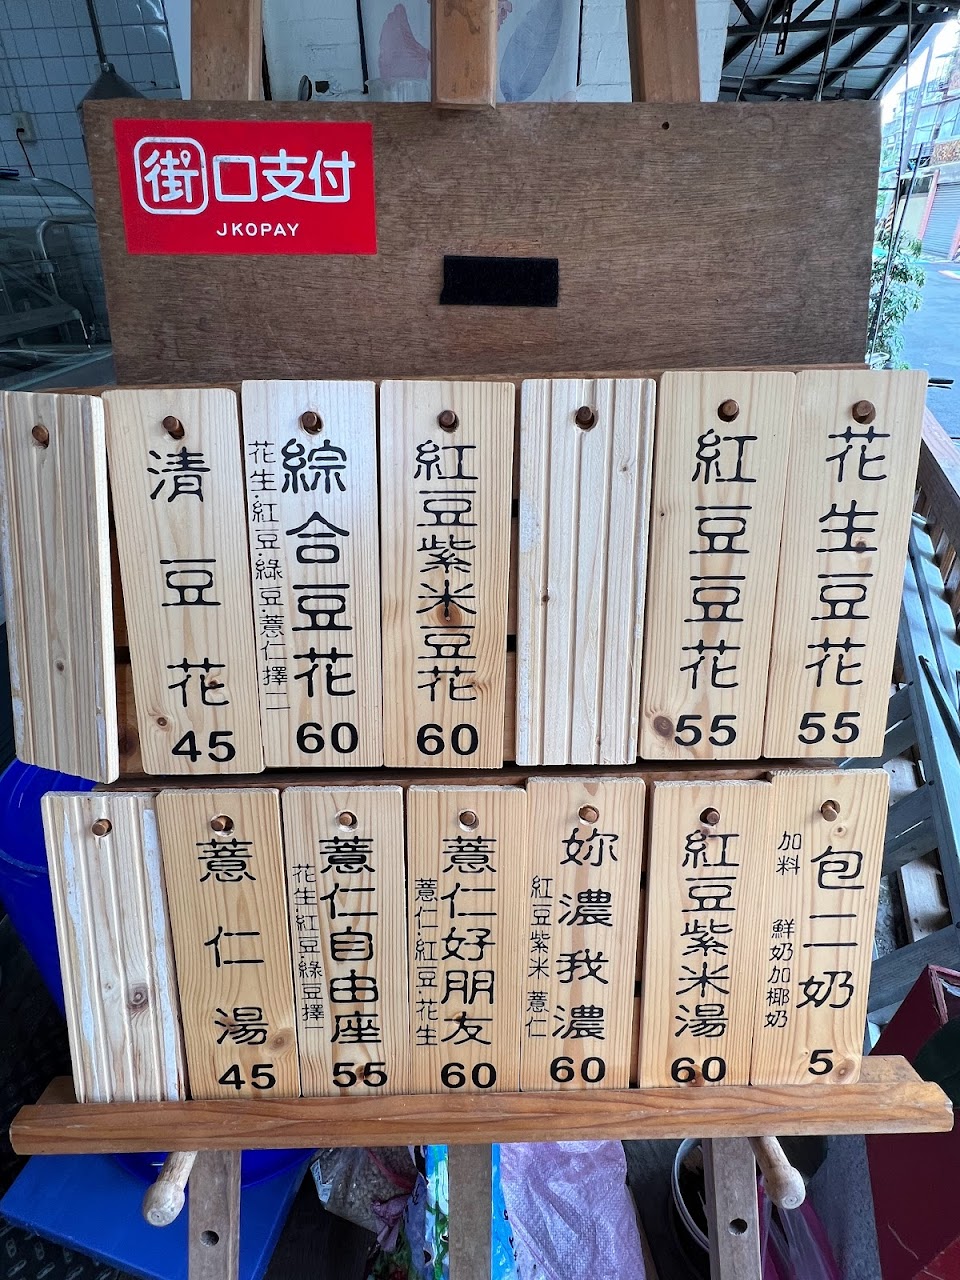 街口支付
JKOPAY
花生豆花
55
紅豆豆花
55
紅豆紫米豆花
60
綜合豆花
花生.紅豆.綠豆.薏仁擇二
60
清豆花
45
包二奶
加料 鮮奶加椰奶
5
紅豆紫米湯
60
妳濃我濃
紅豆紫米 薏仁
60
薏仁好朋友
薏仁.紅豆.花生
60
薏仁自由座
花生.紅豆.綠豆擇一
55
薏仁湯
45